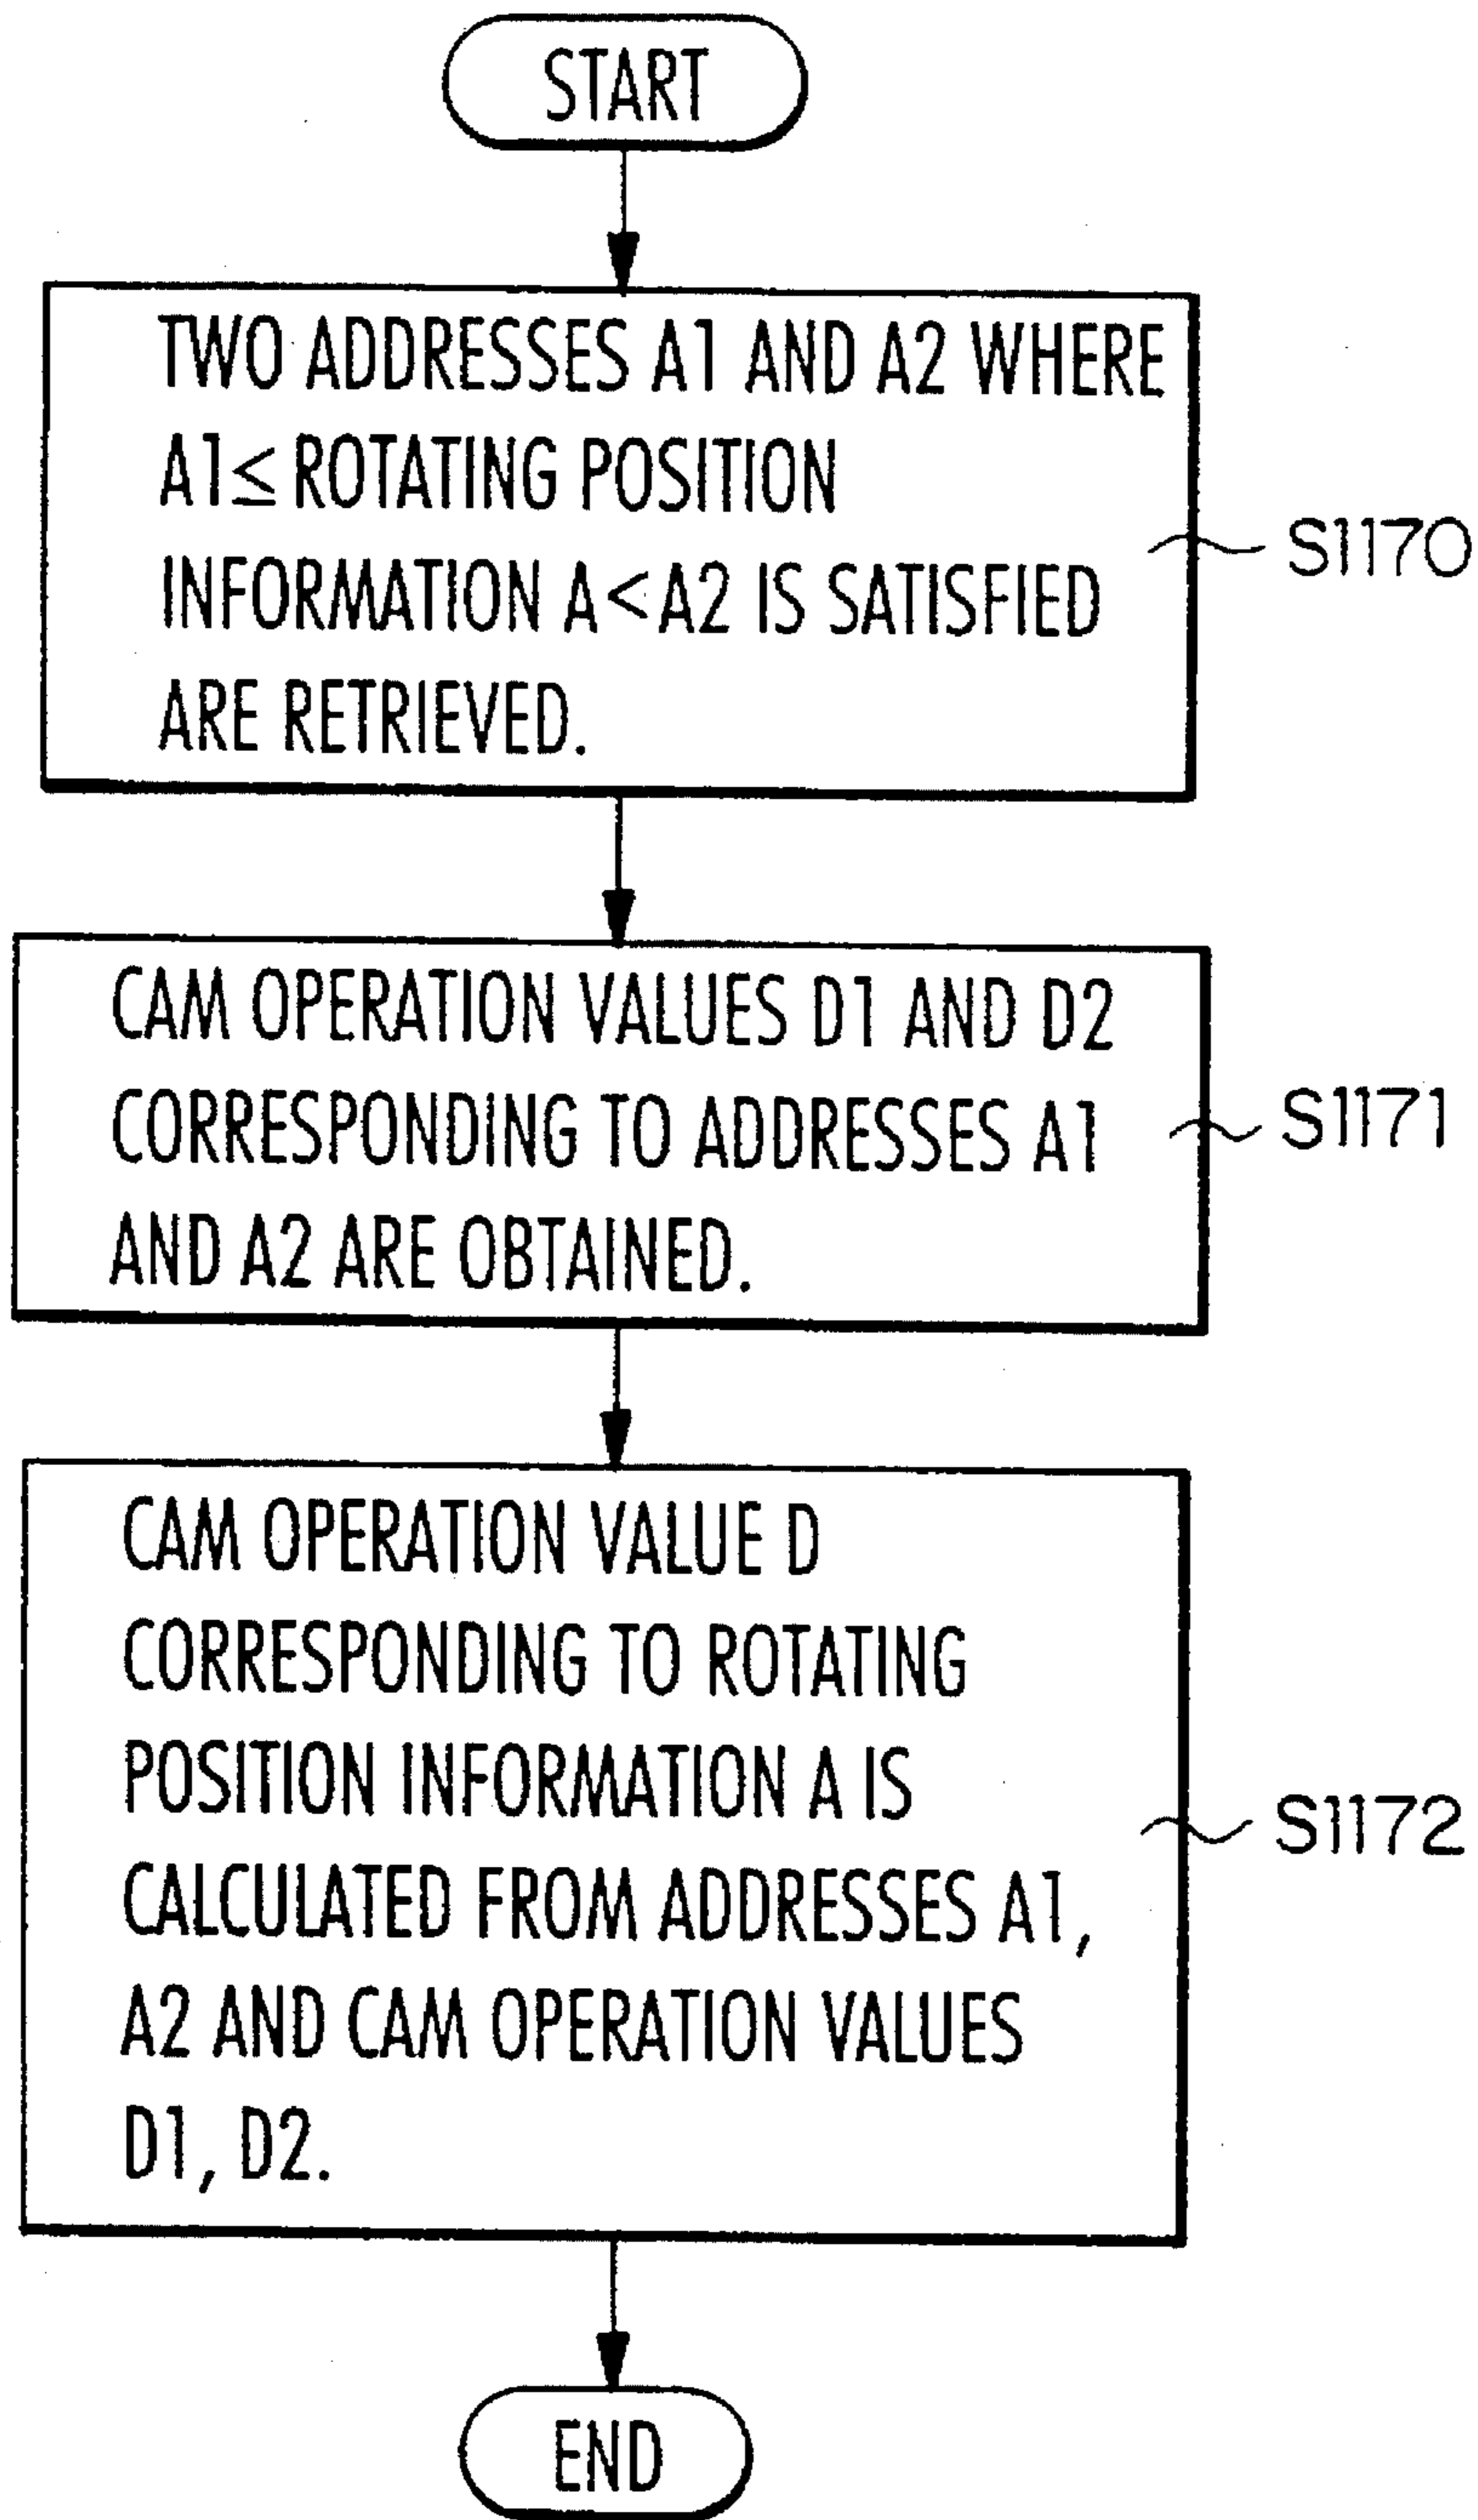 START
TWO ADDRESSES A1 AND A2 WHERE
A1≤ ROTATING POSITION
INFORMATION A<A2 IS SATISFIED
ARE RETRIEVED.
S1170
CAM OPERATION VALUES D1 AND D2
CORRESPONDING TO ADDRESSES A1
AND A2 ARE OBTAINED.
S1171
CAM OPERATION VALUE D
CORRESPONDING TO ROTATING
POSITION INFORMATION A IS
CALCULATED FROM ADDRESSES A1,
A2 AND CAM OPERATION VALUES
D1, D2.
S1172
END